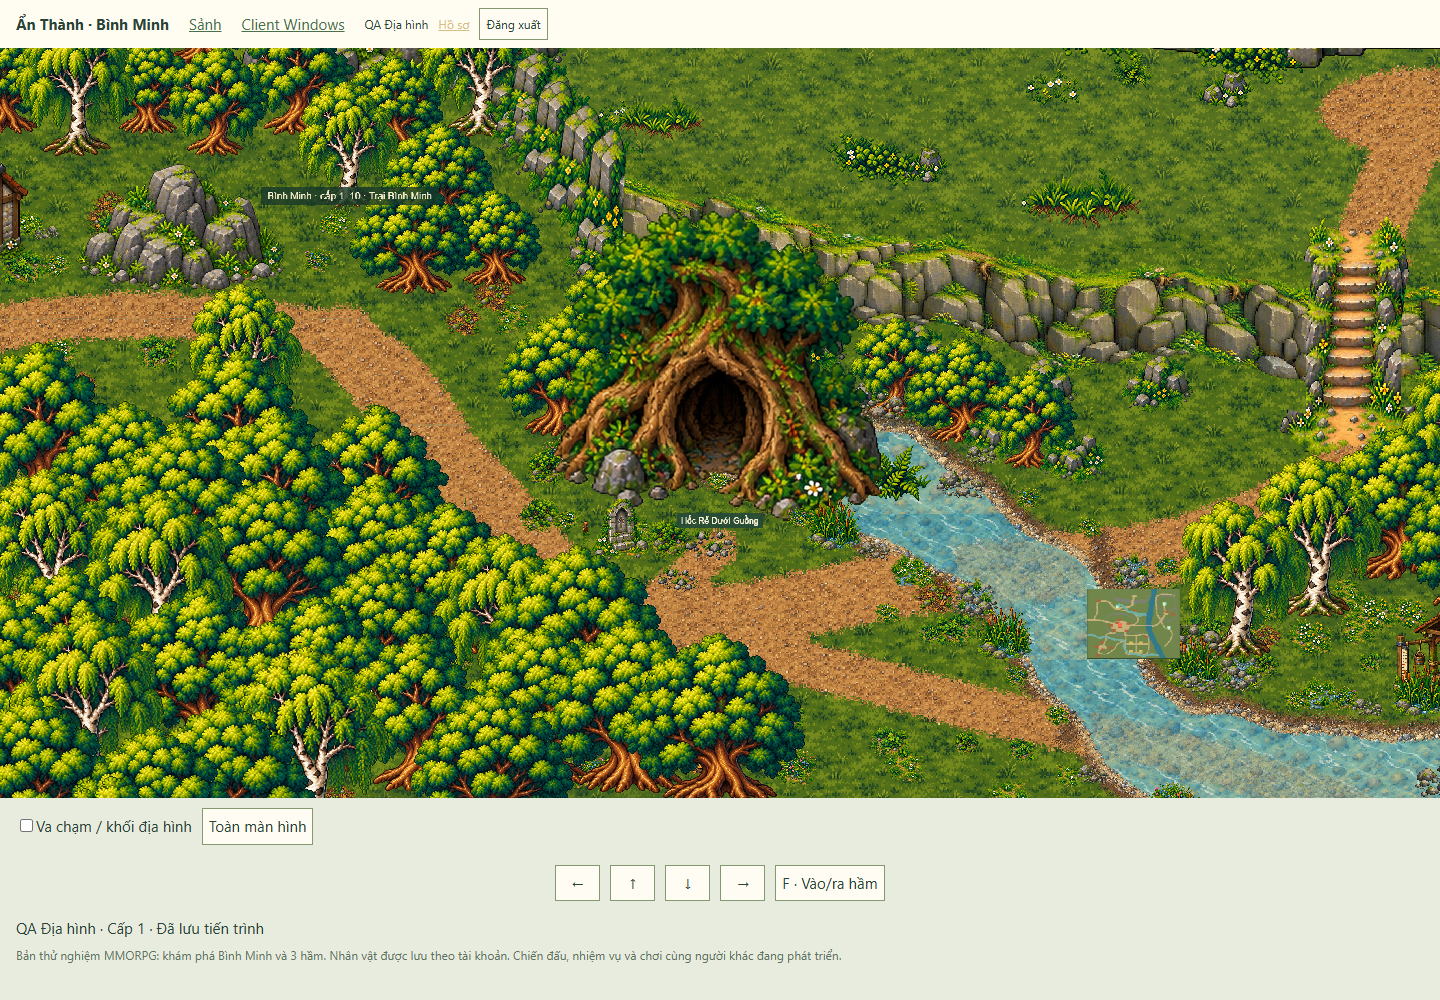 Ẩn Thành · Bình Minh Sảnh Client Windows QA Địa hình Hồ sơ Đăng xuất
Bình Minh · cấp 1–10 · Trại Bình Minh
Hốc Rễ Dưới Guồng
Va chạm / khối địa hình Toàn màn hình
← ↑ ↓ → F · Vào/ra hầm
QA Địa hình · Cấp 1 · Đã lưu tiến trình
Bản thử nghiệm MMORPG: khám phá Bình Minh và 3 hầm. Nhân vật được lưu theo tài khoản. Chiến đấu, nhiệm vụ và chơi cùng người khác đang phát triển.